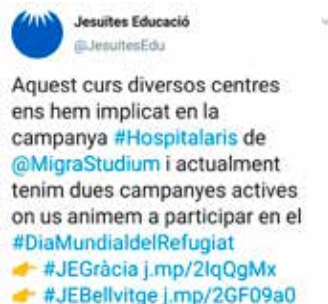 Jesuïtes Educació
@JesuitesEdu
Aquest curs diversos centres
ens hem implicat en la
campanya #Hospitalaris de
@MigraStudium i actualment
tenim dues campanyes actives
on us animem a participar en el
#DiaMundialdelRefugiat
👉 #JEGràcia j.mp/2IqQgMx
👉 #JEBellvitge j.mp/2GF09a0